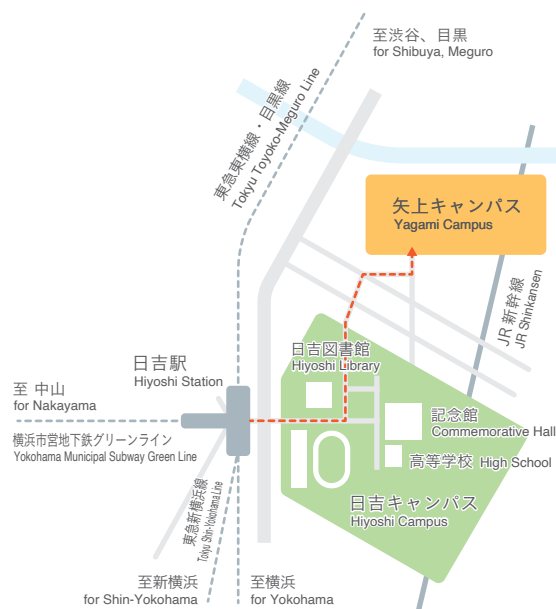 至渋谷、目黒
for Shibuya, Meguro
東急東横線・目黒線
Tokyu Toyoko-Meguro Line
矢上キャンパス
Yagami Campus
JR 新幹線
JR Shinkansen
日吉図書館
Hiyoshi Library
日吉駅
Hiyoshi Station
至 中山
for Nakayama
記念館
Commemorative Hall
横浜市営地下鉄グリーンライン
Yokohama Municipal Subway Green Line
高等学校 High School
東急新横浜線
Tokyu Shin-Yokohama Line
日吉キャンパス
Hiyoshi Campus
至新横浜
for Shin-Yokohama
至横浜
for Yokohama